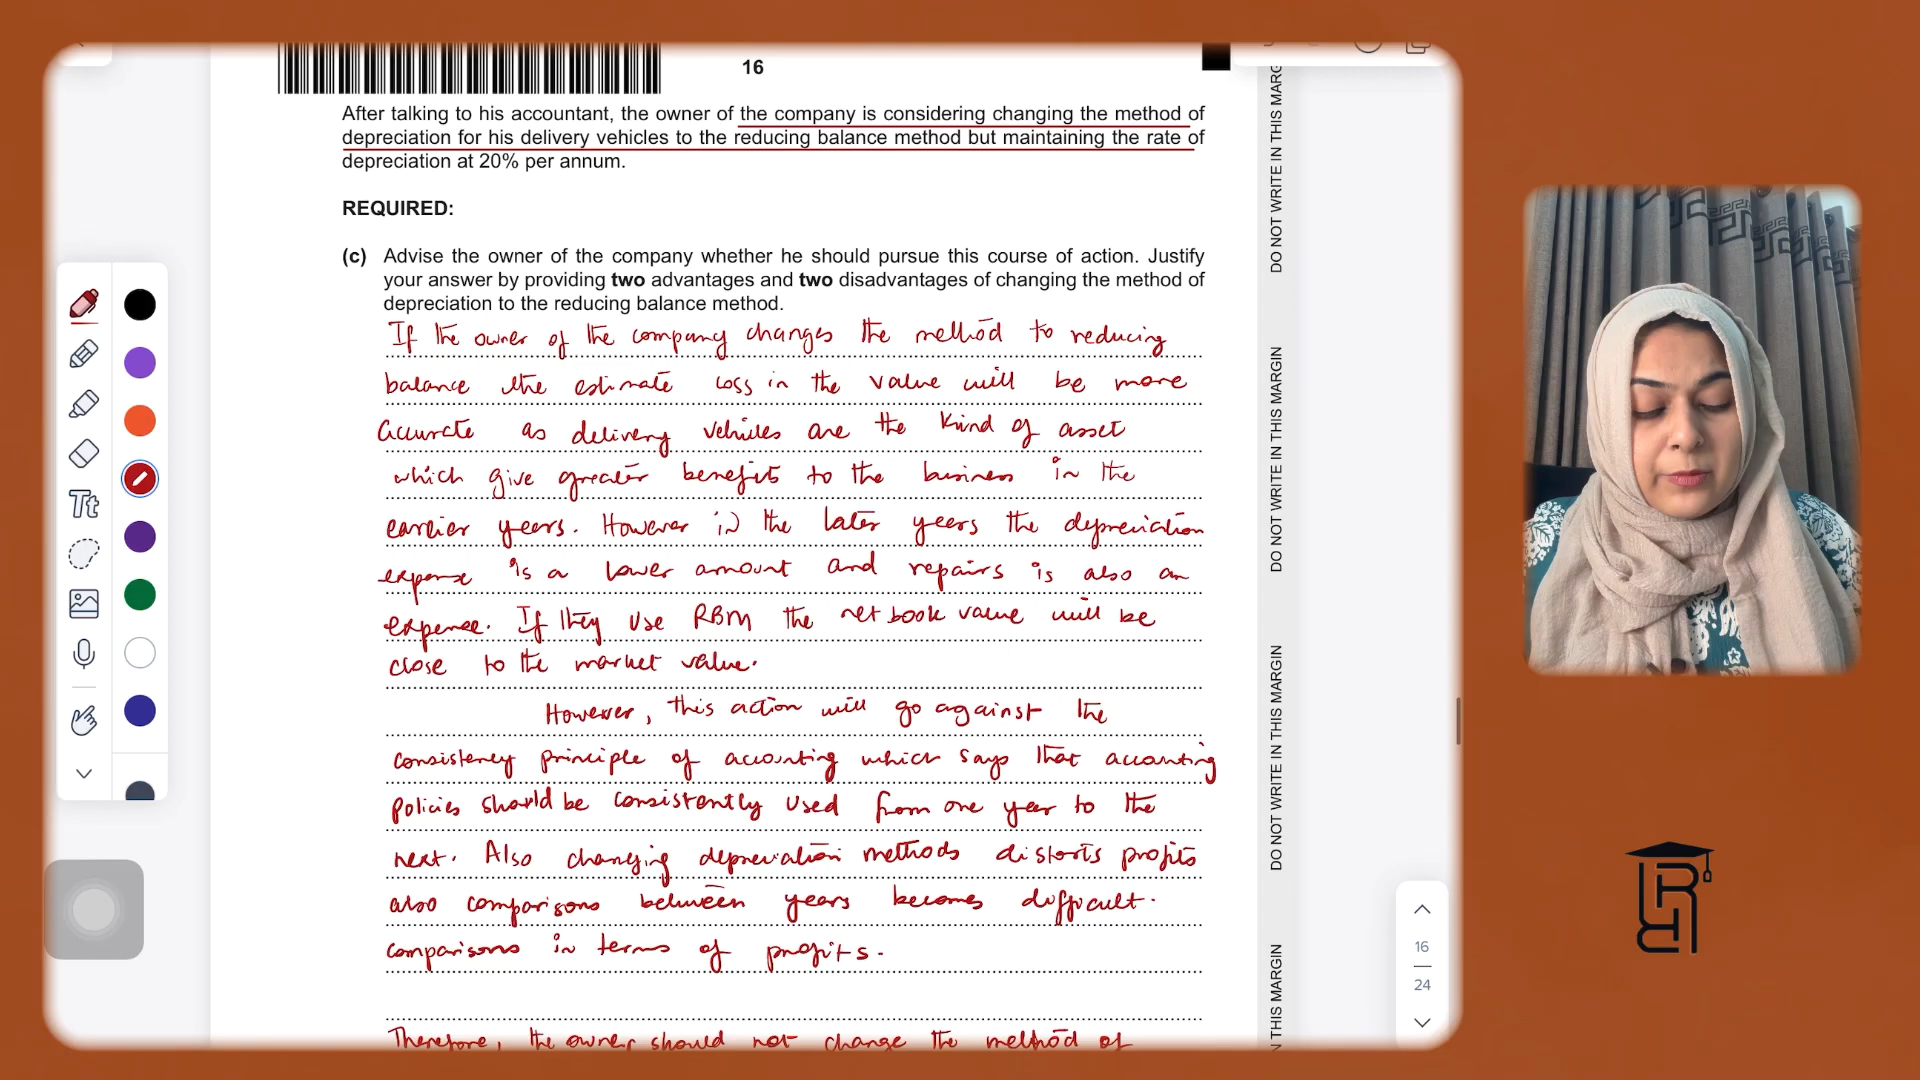 16
After talking to his accountant, the owner of the company is considering changing the method of
depreciation for his delivery vehicles to the reducing balance method but maintaining the rate of
depreciation at 20% per annum.
REQUIRED:
(c) Advise the owner of the company whether he should pursue this course of action. Justify
your answer by providing two advantages and two disadvantages of changing the method of
depreciation to the reducing balance method.
If the owner of the company changes the method to reducing
balance the estimate loss in the value will be more
accurate as delivery vehicles are the kind of asset
which give greater benefits to the business in the
earlier years. However in the later years the depreciation
expense is a lower amount and repairs is also an
expense. If they use RBM the net book value will be
close to the market value.
However, this action will go against the
consistency principle of accounting which says that accounting
policies should be consistently used from one year to the
next. Also changing depreciation methods distorts profits
also comparisons between years becomes difficult.
comparisons in terms of profits.
Therefore, the owner should not change the method of
DO NOT WRITE IN THIS MARG
DO NOT WRITE IN THIS MARGIN
DO NOT WRITE IN THIS MARGIN
N THIS MARGIN
Tt
16
24